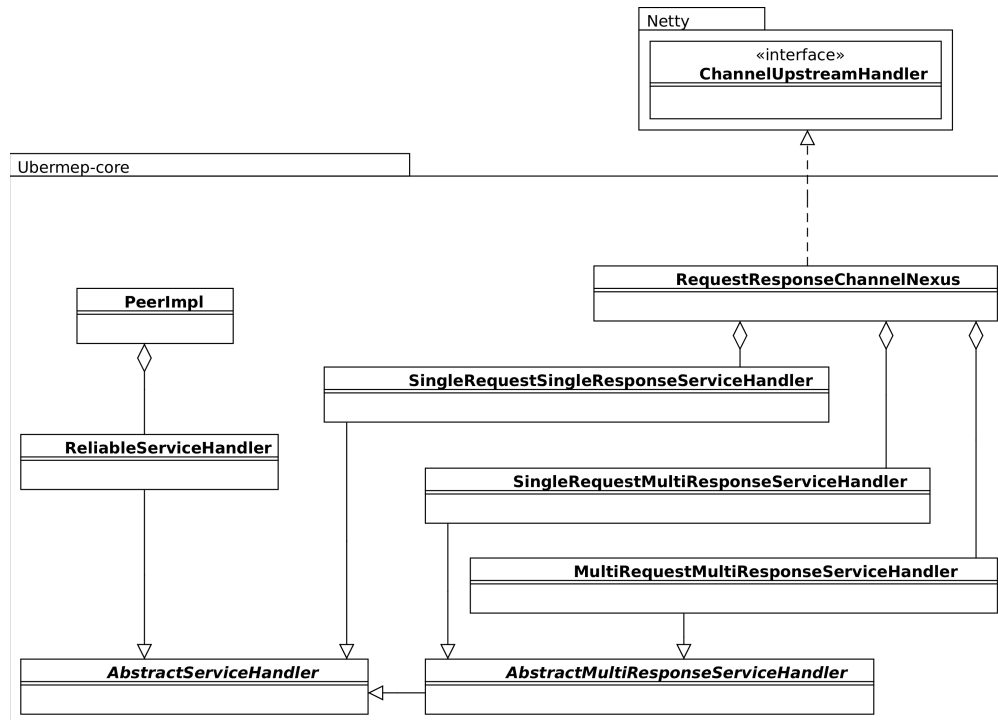 Netty
«interface»
ChannelUpstreamHandler
Ubermep-core
RequestResponseChannelNexus
PeerImpl
SingleRequestSingleResponseServiceHandler
ReliableServiceHandler
SingleRequestMultiResponseServiceHandler
MultiRequestMultiResponseServiceHandler
AbstractServiceHandler
AbstractMultiResponseServiceHandler